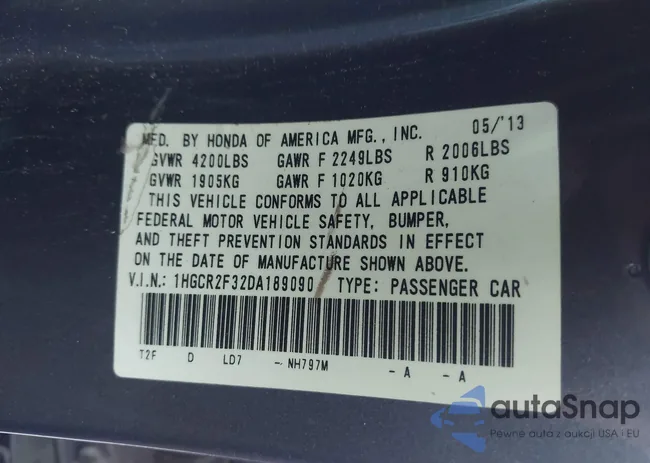 MFD. BY HONDA OF AMERICA MFG., INC. 05/'13
GVWR 4200LBS GAWR F 2249LBS R 2006LBS
GVWR 1905KG GAWR F 1020KG R 910KG
THIS VEHICLE CONFORMS TO ALL APPLICABLE
FEDERAL MOTOR VEHICLE SAFETY, BUMPER,
AND THEFT PREVENTION STANDARDS IN EFFECT
ON THE DATE OF MANUFACTURE SHOWN ABOVE.
V.I.N.: 1HGCR2F32DA189090 TYPE: PASSENGER CAR
T2F D LD7 - NH797M - A - A
autoSnap
Pewne auta z aukcji USA i EU